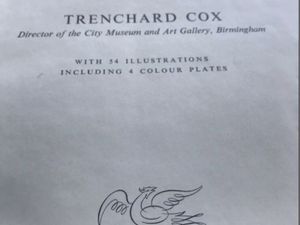 TRENCHARD COX
Director of the City Museum and Art Gallery, Birmingham
WITH 54 ILLUSTRATIONS
INCLUDING 4 COLOUR PLATES